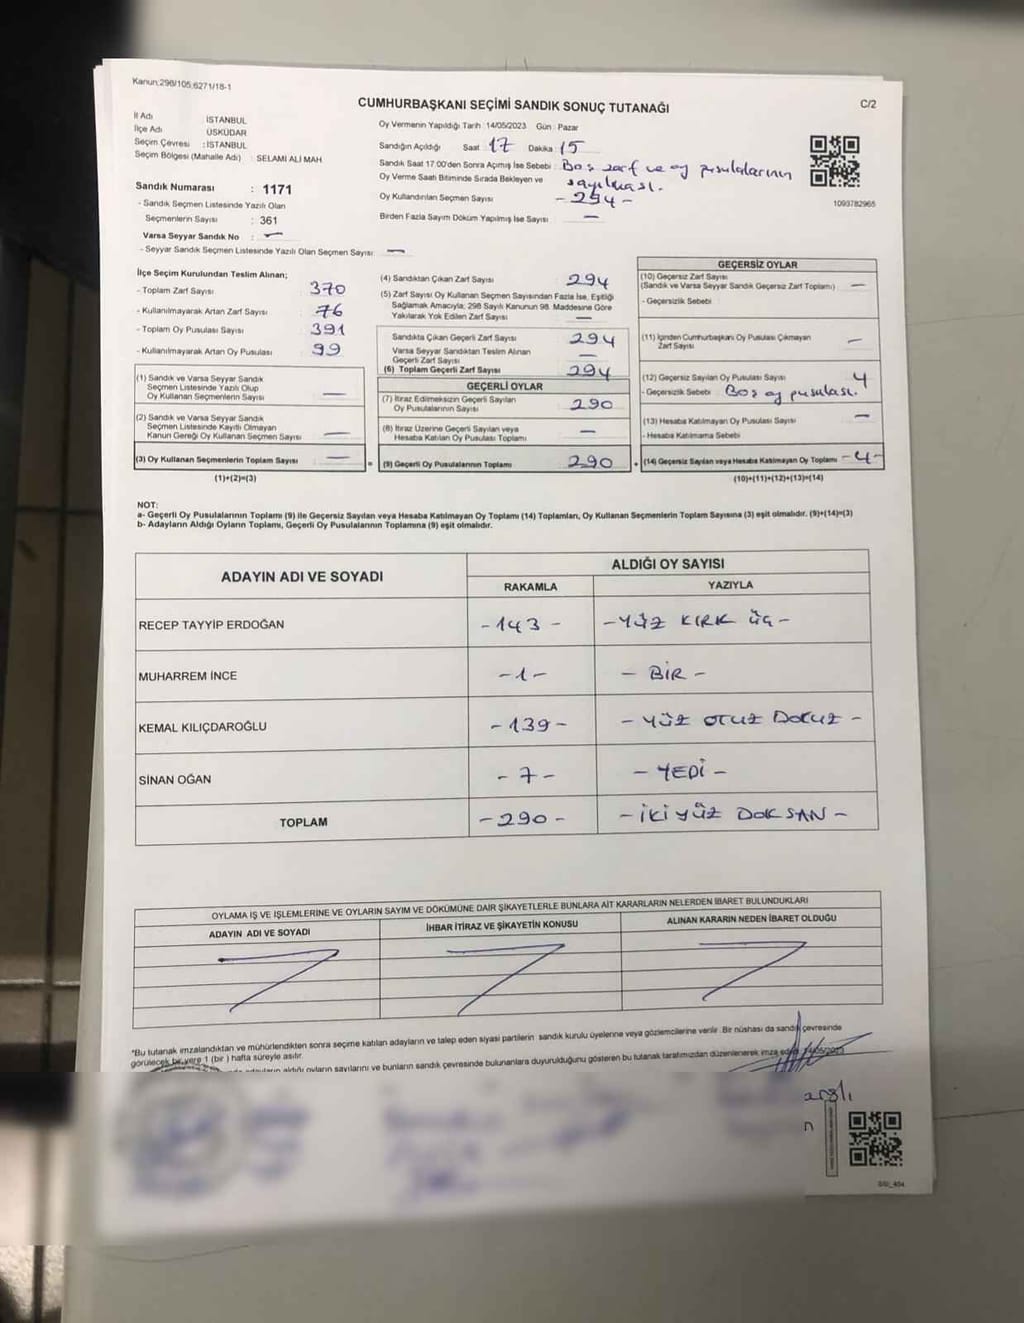 Kanun:298/105,6271/18-1
CUMHURBAŞKANI SEÇİMİ SANDIK SONUÇ TUTANAĞI
C/2
İl Adı İSTANBUL
İlçe Adı ÜSKÜDAR
Seçim Çevresi : İSTANBUL
Seçim Bölgesi (Mahalle Adı) : SELAMİ ALİ MAH
Oy Vermenin Yapıldığı Tarih : 14/05/2023 Gün : Pazar
Sandığın Açıldığı Saat 17 Dakika 15
Sandık Saat 17.00'den Sonra Açımış İse Sebebi : Boş zarf ve oy pusulalarının
Oy Verme Saati Bitiminde Sırada Bekleyen ve sayılması.
Oy Kullandırılan Seçmen Sayısı - 294 -
Birden Fazla Sayım Döküm Yapılmış İse Sayısı —
1093782965
Sandık Numarası : 1171
- Sandık Seçmen Listesinde Yazılı Olan
Seçmenlerin Sayısı : 361
Varsa Seyyar Sandık No : —
- Seyyar Sandık Seçmen Listesinde Yazılı Olan Seçmen Sayısı: —
İlçe Seçim Kurulundan Teslim Alınan;
- Toplam Zarf Sayısı : 370
- Kullanılmayarak Artan Zarf Sayısı : 76
- Toplam Oy Pusulası Sayısı : 391
- Kullanılmayarak Artan Oy Pusulası : 99
(1) Sandık ve Varsa Seyyar Sandık
Seçmen Listesinde Yazılı Olup
Oy Kullanan Seçmenlerin Sayısı : —
(2) Sandık ve Varsa Seyyar Sandık
Seçmen Listesinde Kayıtlı Olmayan
Kanun Gereği Oy Kullanan Seçmen Sayısı : —
(3) Oy Kullanan Seçmenlerin Toplam Sayısı : —
(1)+(2)=(3)
(4) Sandıktan Çıkan Zarf Sayısı 294
(5) Zarf Sayısı Oy Kullanan Seçmen Sayısından Fazla İse, Eşitliği
Sağlamak Amacıyla; 298 Sayılı Kanunun 98. Maddesine Göre
Yakılarak Yok Edilen Zarf Sayısı —
Sandıkta Çıkan Geçerli Zarf Sayısı 294
Varsa Seyyar Sandıktan Teslim Alınan
Geçerli Zarf Sayısı —
(6) Toplam Geçerli Zarf Sayısı 294
GEÇERLİ OYLAR
(7) İtiraz Edilmeksizin Geçerli Sayılan
Oy Pusulalarının Sayısı 290
(8) İtiraz Üzerine Geçerli Sayılan veya
Hesaba Katılan Oy Pusulası Toplamı —
= (9) Geçerli Oy Pusulalarının Toplamı 290
GEÇERSİZ OYLAR
(10) Geçersiz Zarf Sayısı
(Sandık ve Varsa Seyyar Sandık Geçersiz Zarf Toplamı) : —
- Geçersizlik Sebebi :
(11) İçinden Cumhurbaşkanı Oy Pusulası Çıkmayan
Zarf Sayısı —
(12) Geçersiz Sayılan Oy Pusulası Sayısı : 4
- Geçersizlik Sebebi : Boş oy pusulası.
(13) Hesaba Katılmayan Oy Pusulası Sayısı : —
- Hesaba Katılmama Sebebi
+ (14) Geçersiz Sayılan veya Hesaba Katılmayan Oy Toplamı - 4 -
(10)+(11)+(12)+(13)=(14)
NOT:
a- Geçerli Oy Pusulalarının Toplamı (9) ile Geçersiz Sayılan veya Hesaba Katılmayan Oy Toplamı (14) Toplamları, Oy Kullanan Seçmenlerin Toplam Sayısına (3) eşit olmalıdır. (9)+(14)=(3)
b- Adayların Aldığı Oyların Toplamı, Geçerli Oy Pusulalarının Toplamına (9) eşit olmalıdır.
ADAYIN ADI VE SOYADI
ALDIĞI OY SAYISI
RAKAMLA YAZIYLA
RECEP TAYYİP ERDOĞAN - 143 - - YÜZ KIRK ÜÇ -
MUHARREM İNCE - 1 - - BİR -
KEMAL KILIÇDAROĞLU - 139 - - YÜZ OTUZ DOKUZ -
SİNAN OĞAN - 7 - - YEDİ -
TOPLAM - 290 - - İKİ YÜZ DOKSAN -
OYLAMA İŞ VE İŞLEMLERİNE VE OYLARIN SAYIM VE DÖKÜMÜNE DAİR ŞİKAYETLERLE BUNLARA AİT KARARLARIN NELERDEN İBARET BULUNDUKLARI
ADAYIN ADI VE SOYADI İHBAR İTİRAZ VE ŞİKAYETİN KONUSU ALINAN KARARIN NEDEN İBARET OLDUĞU
*Bu tutanak imzalandıktan ve mühürlendikten sonra seçime katılan adayların ve talep eden siyasi partilerin sandık kurulu üyelerine veya gözlemcilerine verilir. Bir nüshası da sandık çevresinde
görülecek bir yere 1 (bir) hafta süreyle asılır.
adayların aldığı oyların sayılarını ve bunların sandık çevresinde bulunanlara duyurulduğunu gösteren bu tutanak tarafımızdan düzenlenerek imza edildi. 14/05/2023